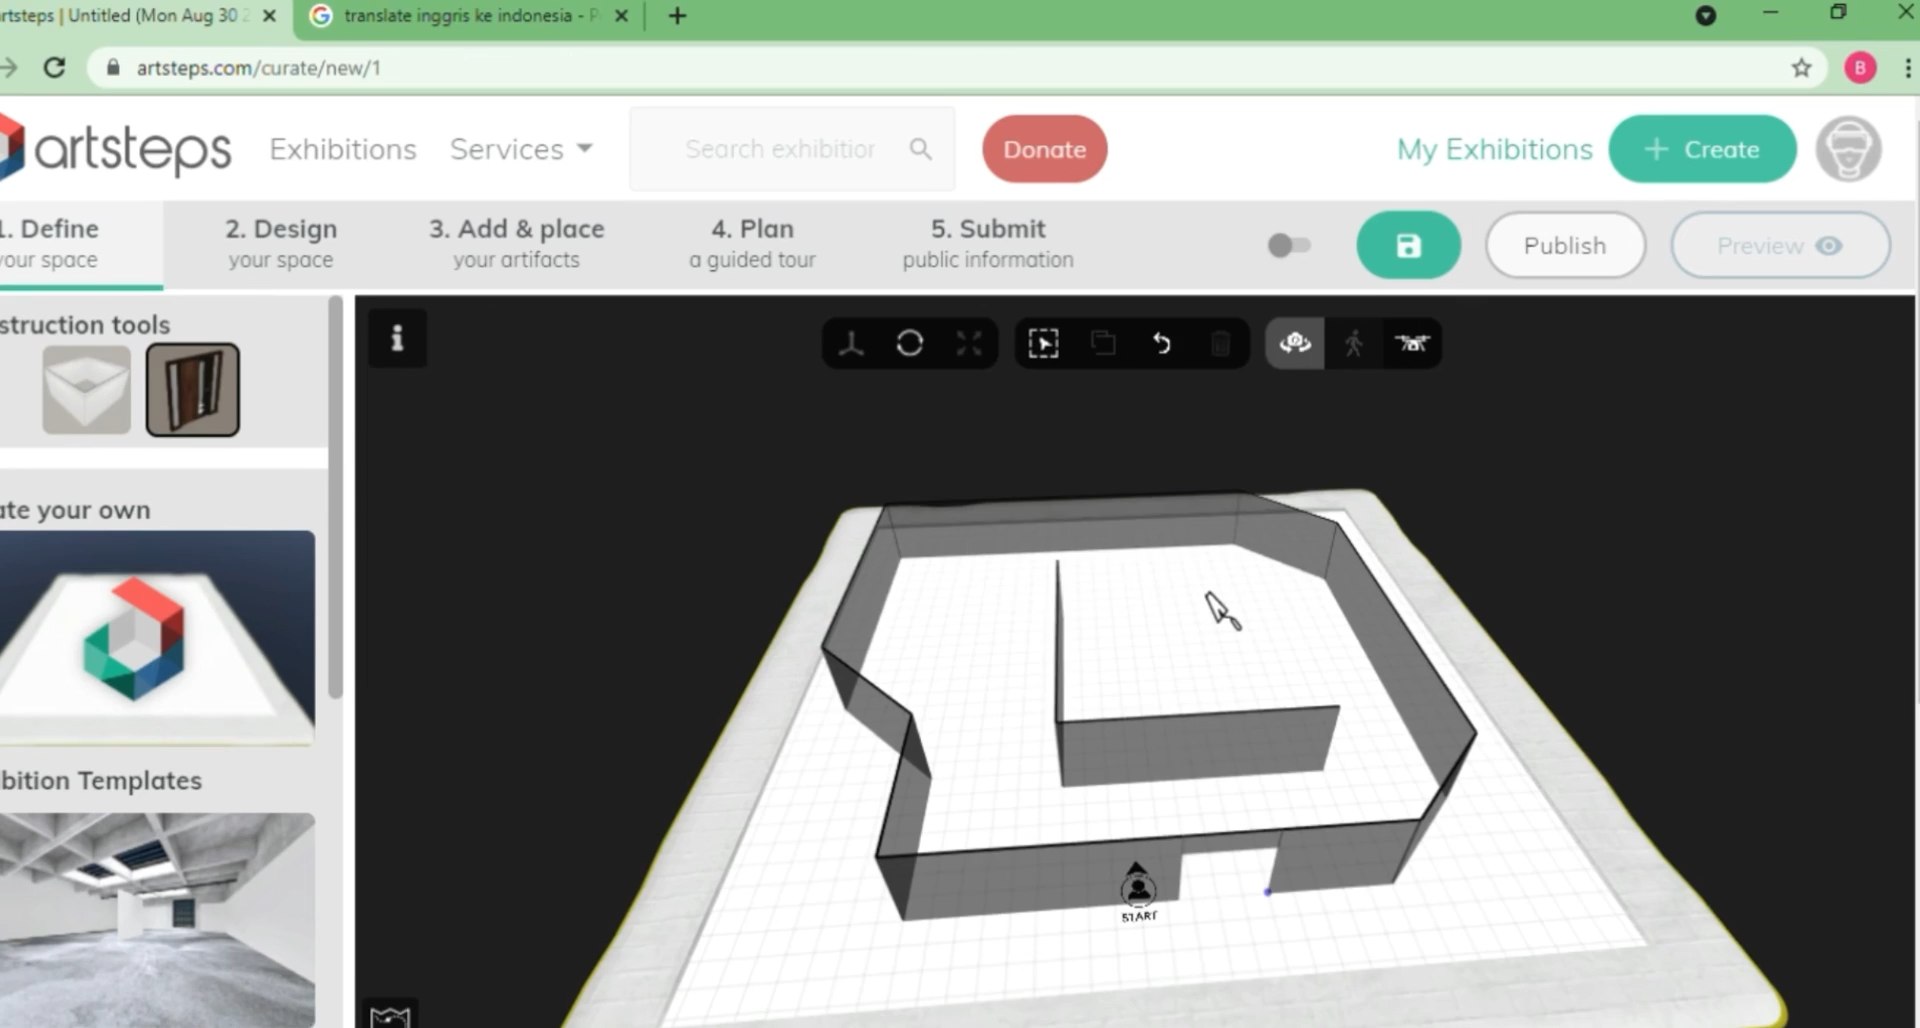 rtsteps | Untitled (Mon Aug 30 2
translate inggris ke indonesia - P
artsteps.com/curate/new/1
B
artsteps
Exhibitions
Services
Search exhibition
Donate
My Exhibitions
+ Create
1. Define
your space
2. Design
your space
3. Add & place
your artifacts
4. Plan
a guided tour
5. Submit
public information
Publish
Preview
struction tools
i
ate your own
bition Templates
START